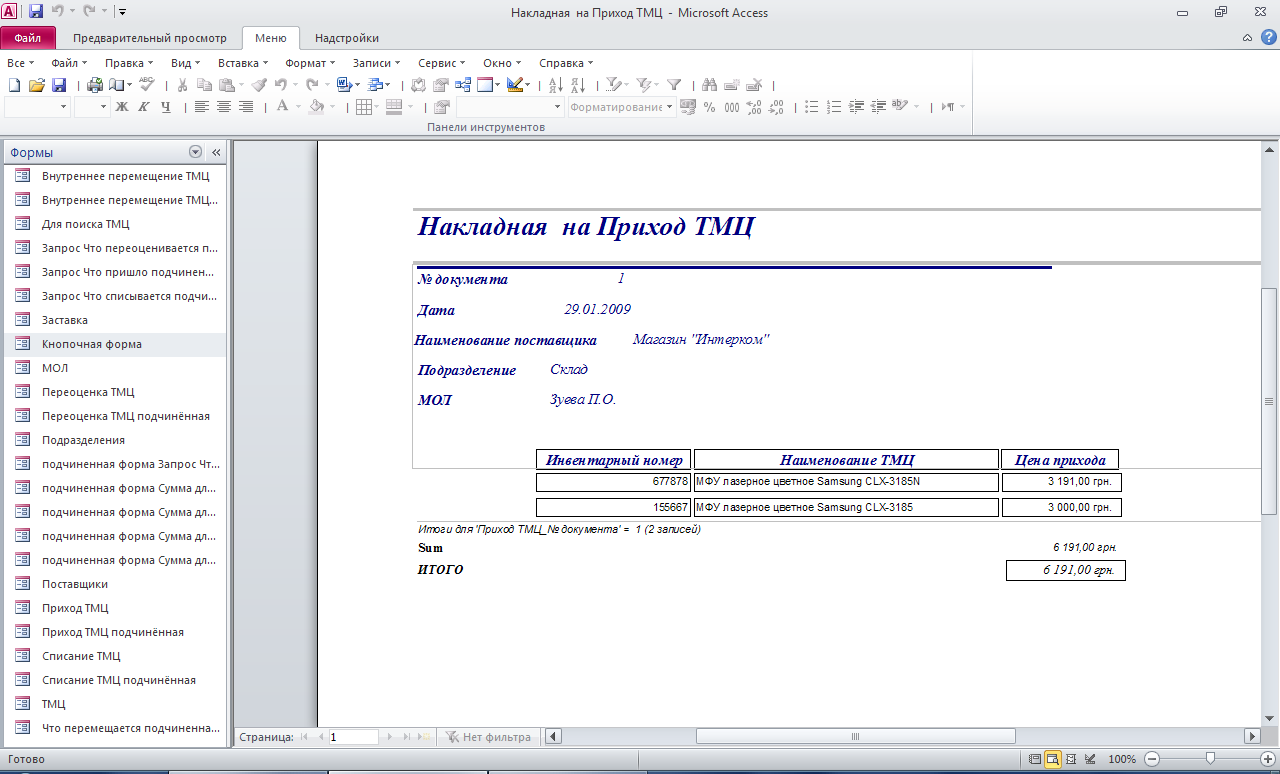 Накладная на Приход ТМЦ - Microsoft Access
Файл Предварительный просмотр Меню Надстройки
Все Файл Правка Вид Вставка Формат Записи Сервис Окно Справка
Ж К Ч Форматирование % 000
Панели инструментов
Формы
Внутреннее перемещение ТМЦ
Внутреннее перемещение ТМЦ...
Для поиска ТМЦ
Запрос Что переоценивается п...
Запрос Что пришло подчинен...
Запрос Что списывается подчи...
Заставка
Кнопочная форма
МОЛ
Переоценка ТМЦ
Переоценка ТМЦ подчинённая
Подразделения
подчиненная форма Запрос Чт...
подчиненная форма Сумма дл...
подчиненная форма Сумма дл...
подчиненная форма Сумма дл...
подчиненная форма Сумма дл...
Поставщики
Приход ТМЦ
Приход ТМЦ подчинённая
Списание ТМЦ
Списание ТМЦ подчинённая
ТМЦ
Что перемещается подчиненна...
Накладная на Приход ТМЦ
№ документа 1
Дата 29.01.2009
Наименование поставщика Магазин "Интерком"
Подразделение Склад
МОЛ Зуева П.О.
Инвентарный номер Наименование ТМЦ Цена прихода
677878 МФУ лазерное цветное Samsung CLX-3185N 3 191,00 грн.
155667 МФУ лазерное цветное Samsung CLX-3185 3 000,00 грн.
Итоги для 'Приход ТМЦ_№ документа' = 1 (2 записей)
Sum 6 191,00 грн.
ИТОГО 6 191,00 грн.
Страница: 1 Нет фильтра
Готово 100%